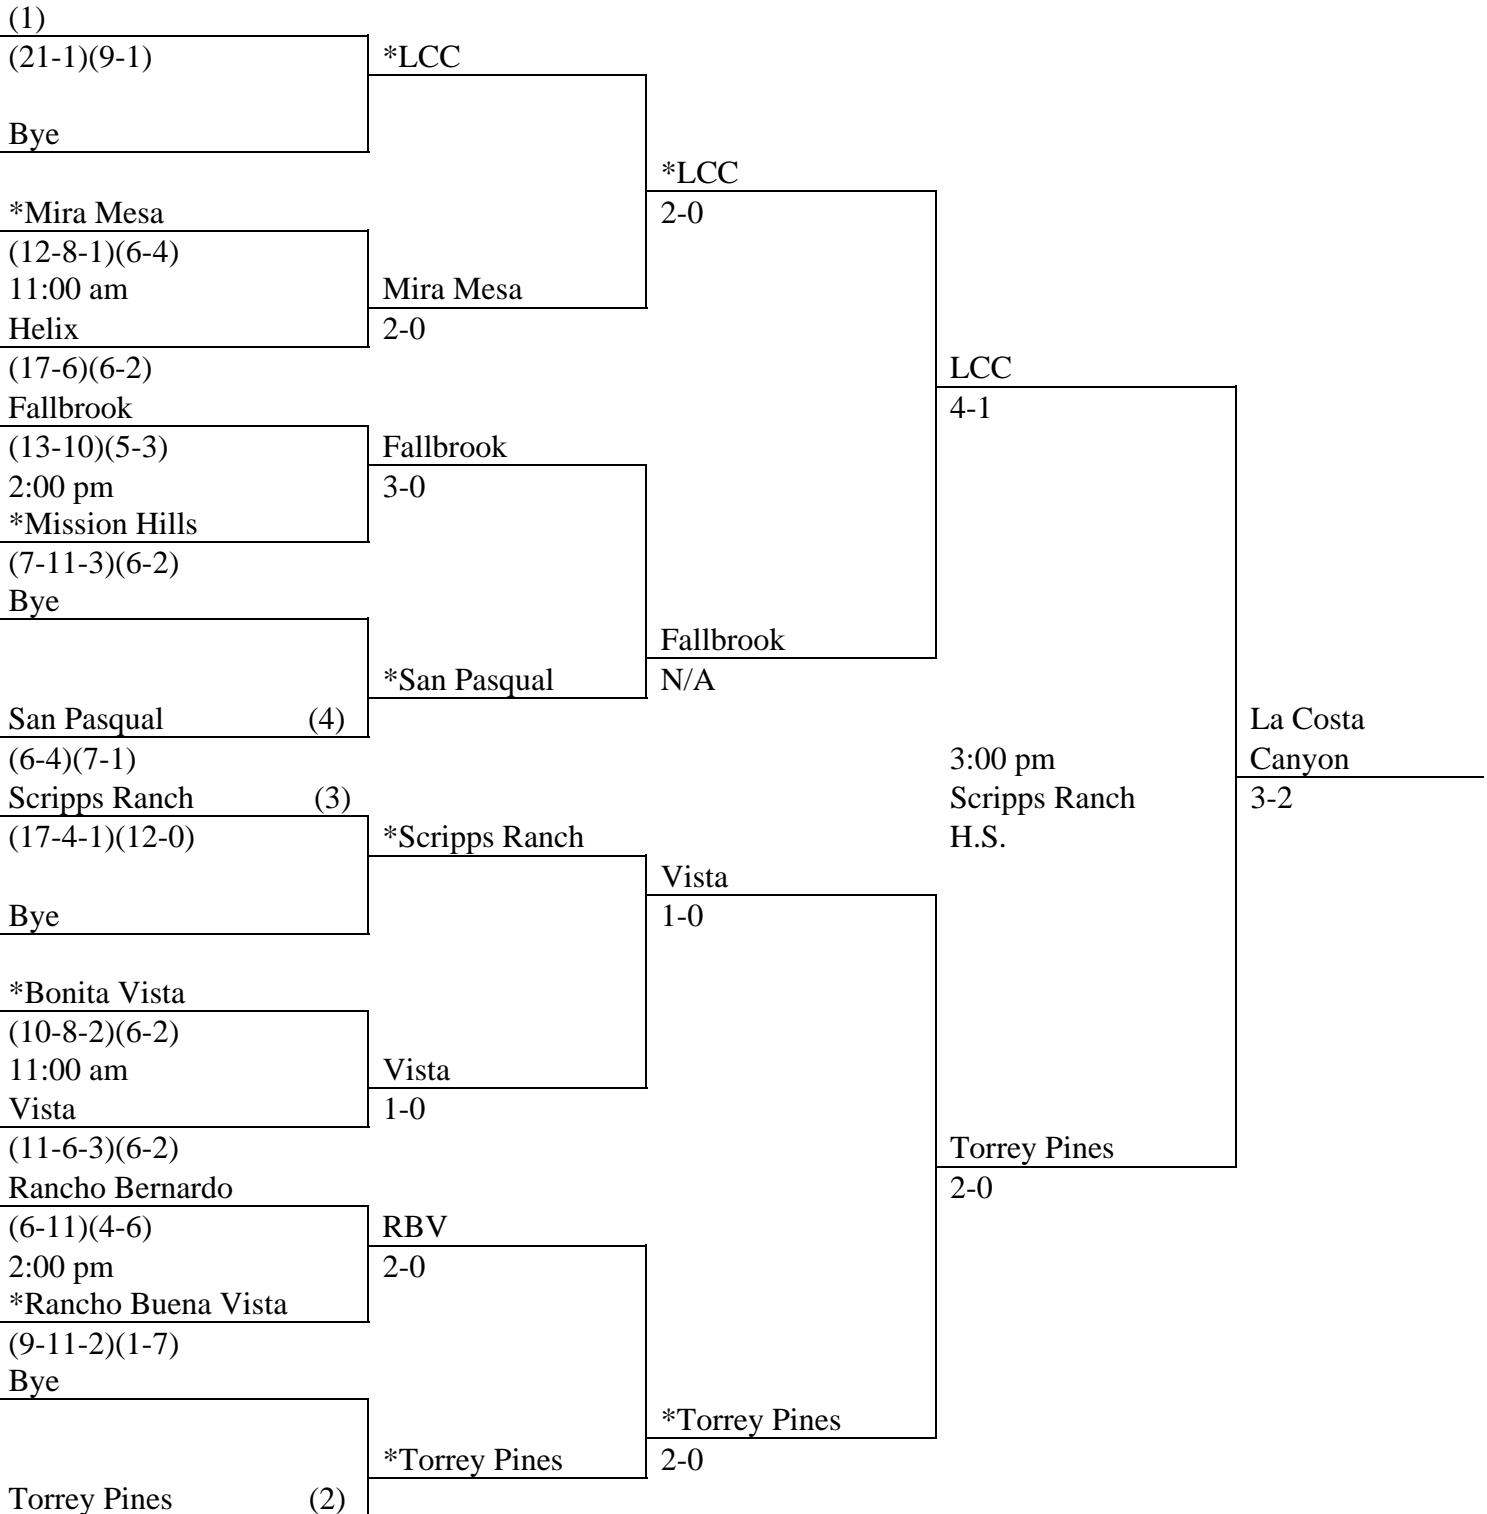 (1)
(21-1)(9-1)
Bye
*Mira Mesa
(12-8-1)(6-4)
11:00 am
Helix
(17-6)(6-2)
Fallbrook
(13-10)(5-3)
2:00 pm
*Mission Hills
(7-11-3)(6-2)
Bye
San Pasqual (4)
(6-4)(7-1)
Scripps Ranch (3)
(17-4-1)(12-0)
Bye
*Bonita Vista
(10-8-2)(6-2)
11:00 am
Vista
(11-6-3)(6-2)
Rancho Bernardo
(6-11)(4-6)
2:00 pm
*Rancho Buena Vista
(9-11-2)(1-7)
Bye
Torrey Pines (2)
*LCC
Mira Mesa
2-0
Fallbrook
3-0
*San Pasqual
*Scripps Ranch
Vista
1-0
RBV
2-0
*Torrey Pines
*LCC
2-0
Fallbrook
N/A
Vista
1-0
*Torrey Pines
2-0
LCC
4-1
3:00 pm
Scripps Ranch
H.S.
Torrey Pines
2-0
La Costa
Canyon
3-2